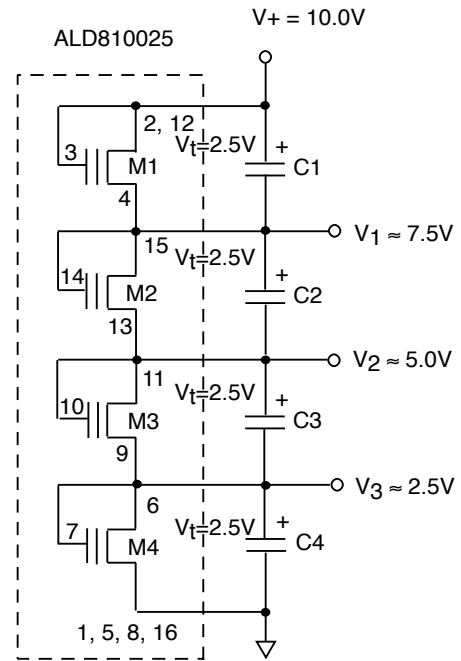 V+ = 10.0V
ALD810025
2, 12
Vt=2.5V
3
M1
+
C1
4
15
Vt=2.5V
V1 ≈ 7.5V
14
M2
+
C2
13
11
Vt=2.5V
V2 ≈ 5.0V
10
M3
+
C3
9
6
Vt=2.5V
V3 ≈ 2.5V
7
M4
+
C4
1, 5, 8, 16